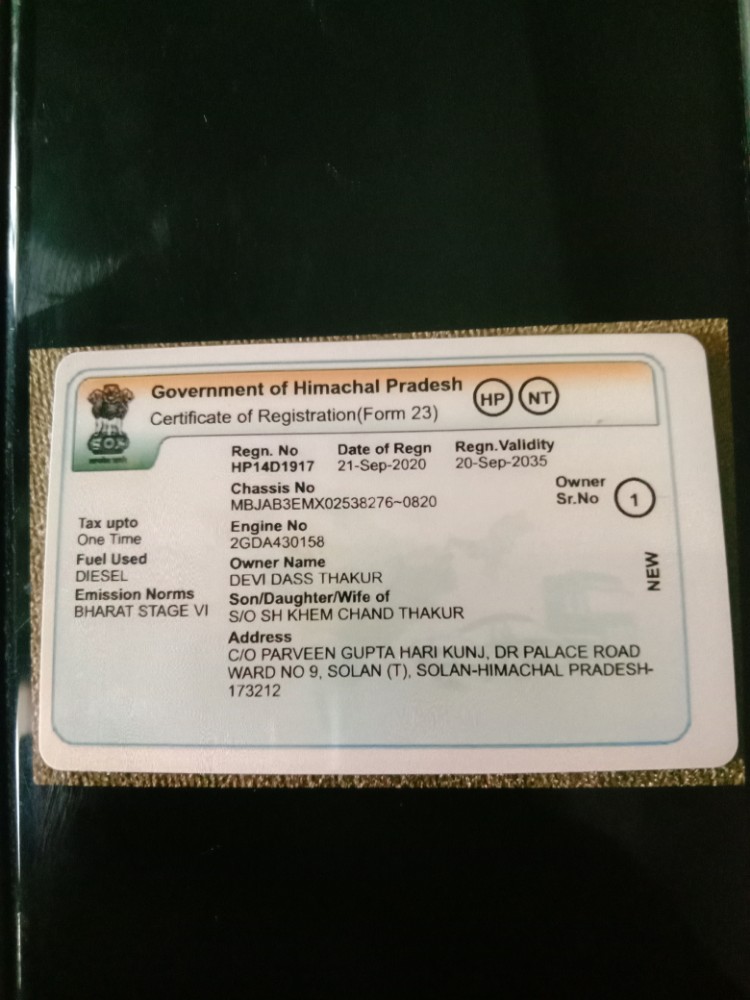 Government of Himachal Pradesh
Certificate of Registration(Form 23)
HP NT
Regn. No Date of Regn Regn.Validity
HP14D1917 21-Sep-2020 20-Sep-2035
Chassis No
MBJAB3EMX02538276~0820
Owner
Sr.No 1
Tax upto
One Time
Engine No
2GDA430158
Fuel Used
DIESEL
Owner Name
DEVI DASS THAKUR
Emission Norms
BHARAT STAGE VI
Son/Daughter/Wife of
S/O SH KHEM CHAND THAKUR
NEW
Address
C/O PARVEEN GUPTA HARI KUNJ, DR PALACE ROAD
WARD NO 9, SOLAN (T), SOLAN-HIMACHAL PRADESH-
173212